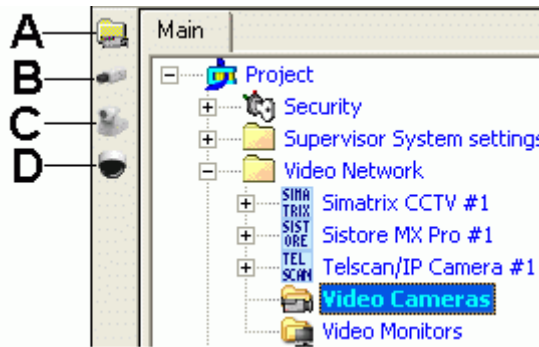 A
B
C
D
Main
Project
Security
Supervisor System settings
Video Network
SIMA
TRIX
Simatrix CCTV #1
SIST
ORE
Sistore MX Pro #1
TEL
SCAN
Telscan/IP Camera #1
Video Cameras
Video Monitors